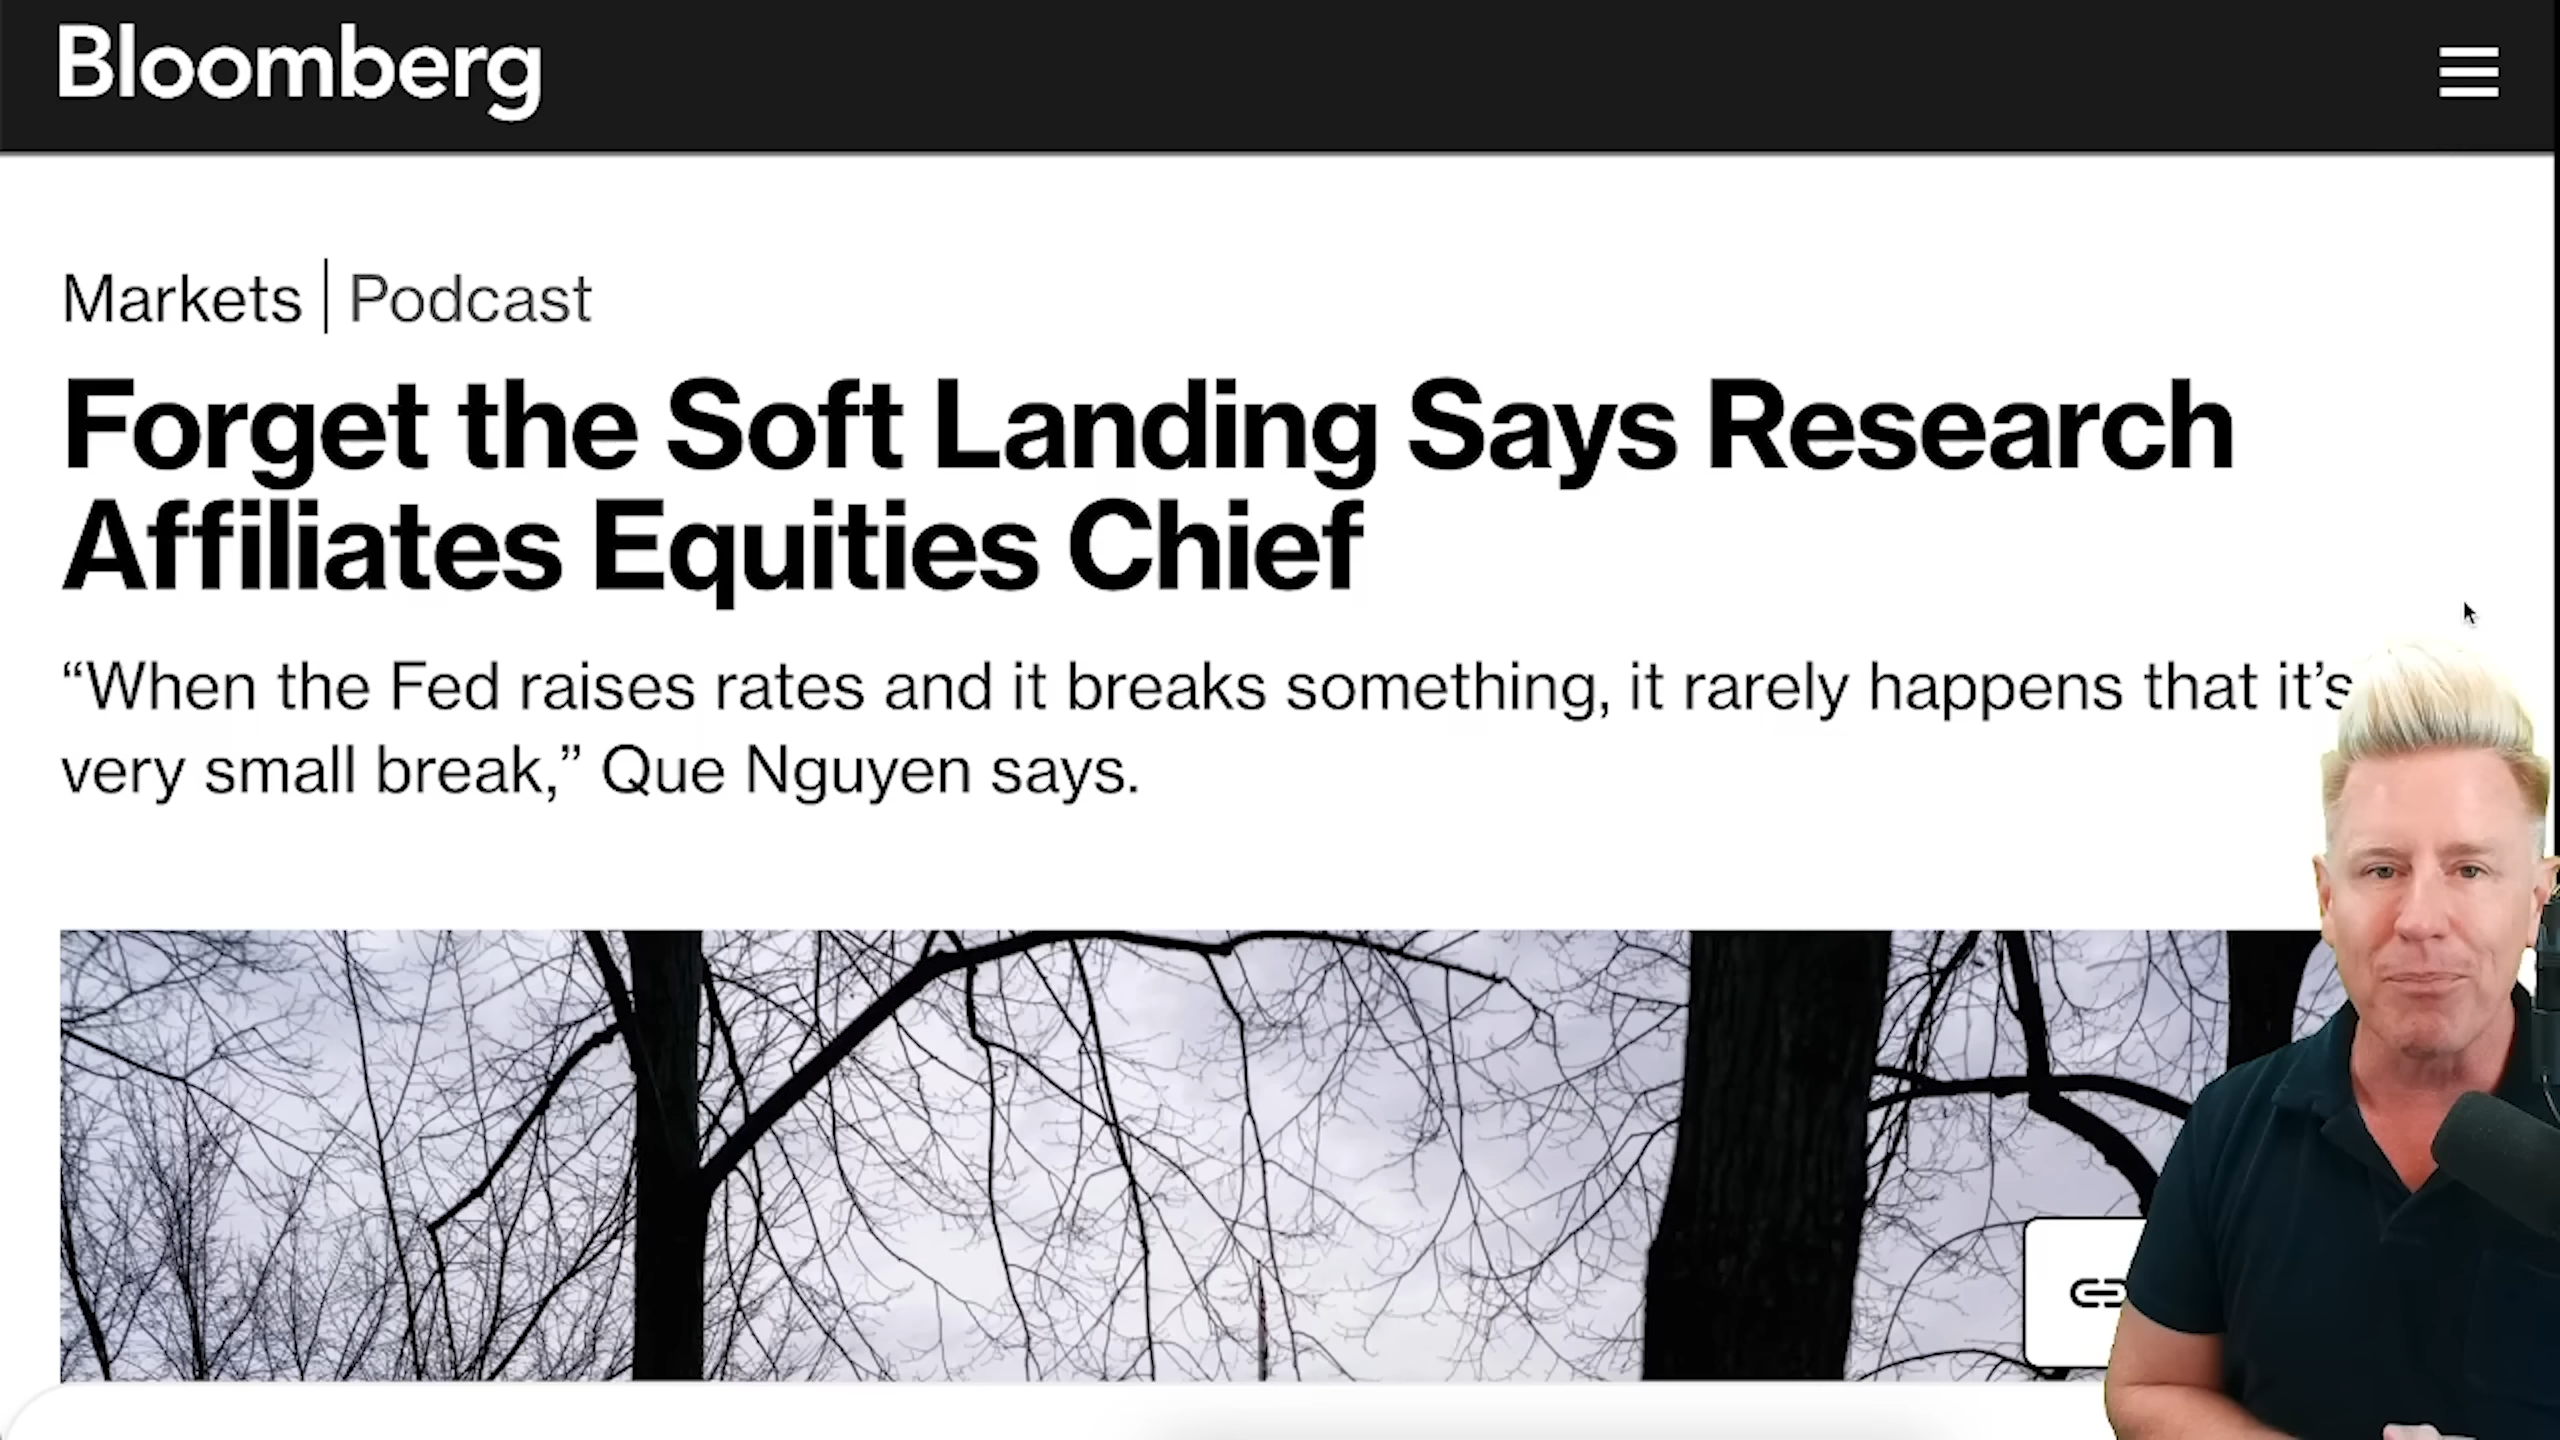 Bloomberg
Markets | Podcast
Forget the Soft Landing Says Research
Affiliates Equities Chief
“When the Fed raises rates and it breaks something, it rarely happens that it’s
very small break,” Que Nguyen says.